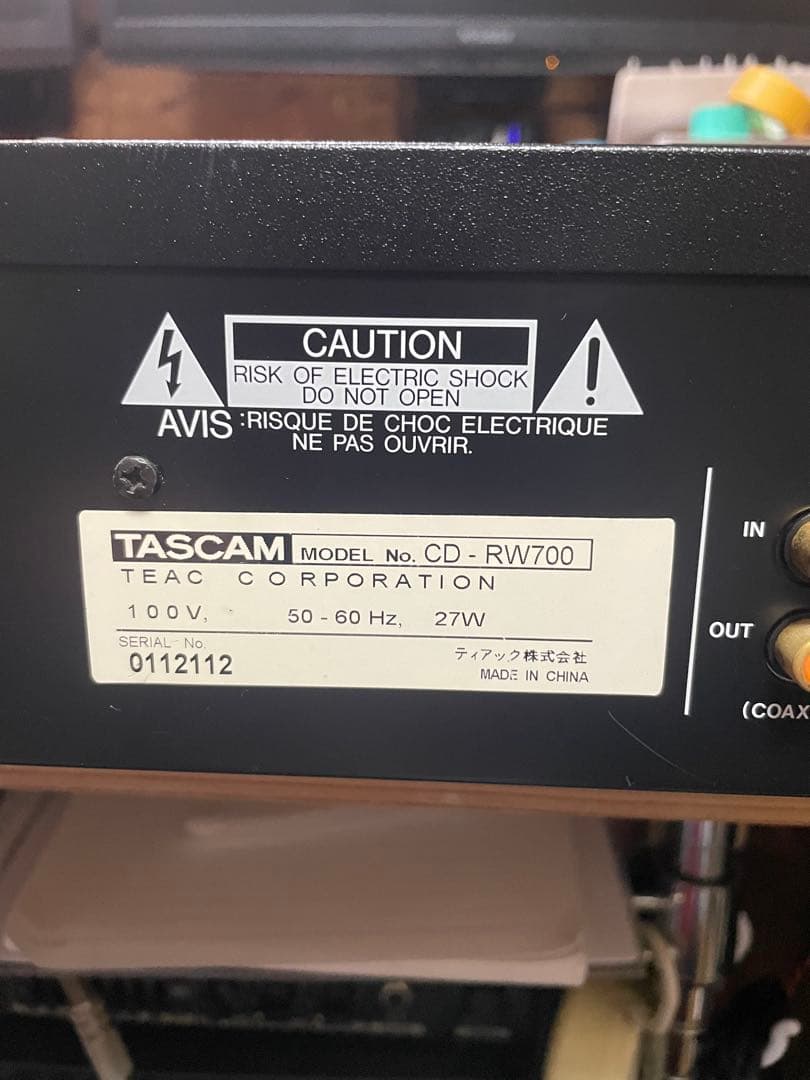 CAUTION
RISK OF ELECTRIC SHOCK
DO NOT OPEN
AVIS :RISQUE DE CHOC ELECTRIQUE
NE PAS OUVRIR.
TASCAM MODEL No. CD - RW700
TEAC CORPORATION
100V, 50 - 60 Hz, 27W
SERIAL No.
0112112
ティアック株式会社
MADE IN CHINA
IN
OUT
(COAX